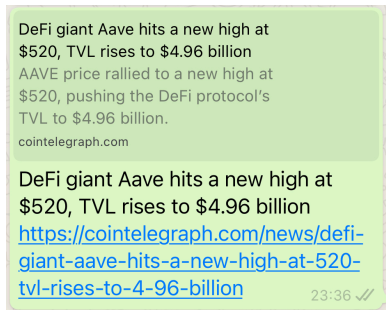 DeFi giant Aave hits a new high at
$520, TVL rises to $4.96 billion
AAVE price rallied to a new high at
$520, pushing the DeFi protocol's
TVL to $4.96 billion.
cointelegraph.com
DeFi giant Aave hits a new high at
$520, TVL rises to $4.96 billion
https://cointelegraph.com/news/defi-
giant-aave-hits-a-new-high-at-520-
tvl-rises-to-4-96-billion
23:36